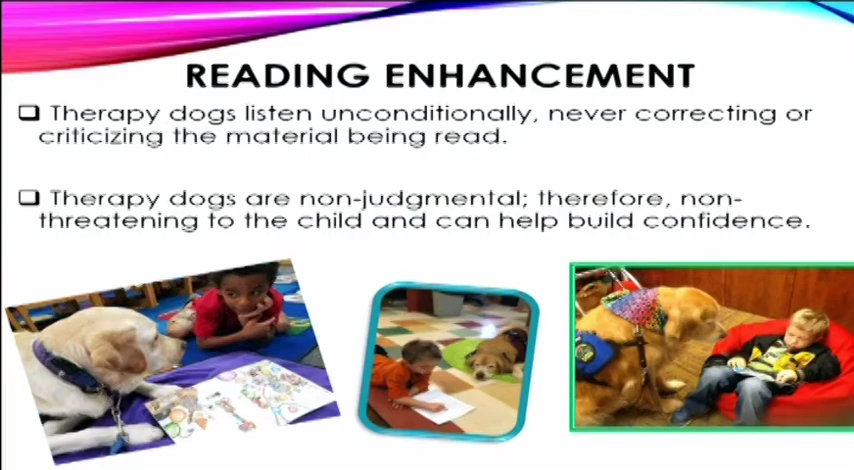 READING ENHANCEMENT
❑ Therapy dogs listen unconditionally, never correcting or
criticizing the material being read.
❑ Therapy dogs are non-judgmental; therefore, non-
threatening to the child and can help build confidence.